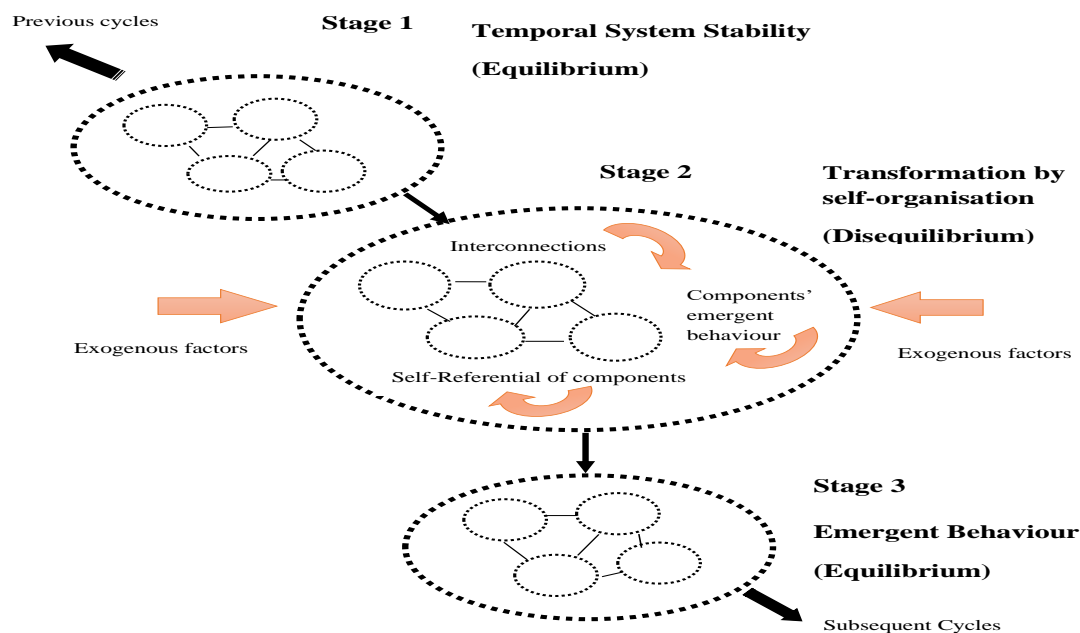 Previous cycles
Stage 1
Temporal System Stability
(Equilibrium)
Stage 2
Transformation by
self-organisation
(Disequilibrium)
Interconnections
Components’
emergent
behaviour
Exogenous factors
Exogenous factors
Self-Referential of components
Stage 3
Emergent Behaviour
(Equilibrium)
Subsequent Cycles